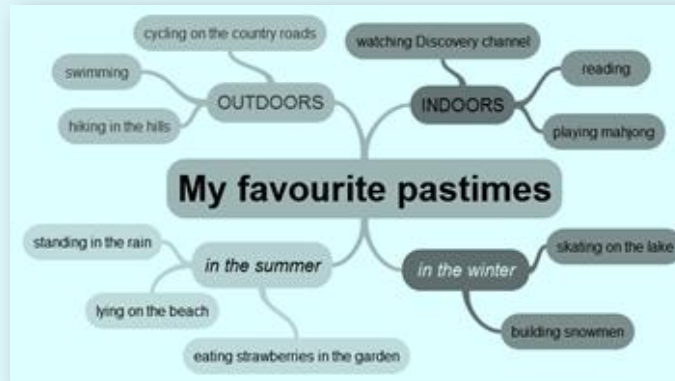 cycling on the country roads
swimming
hiking in the hills
OUTDOORS
watching Discovery channel
reading
playing mahjong
INDOORS
My favourite pastimes
standing in the rain
lying on the beach
eating strawberries in the garden
in the summer
in the winter
skating on the lake
building snowmen